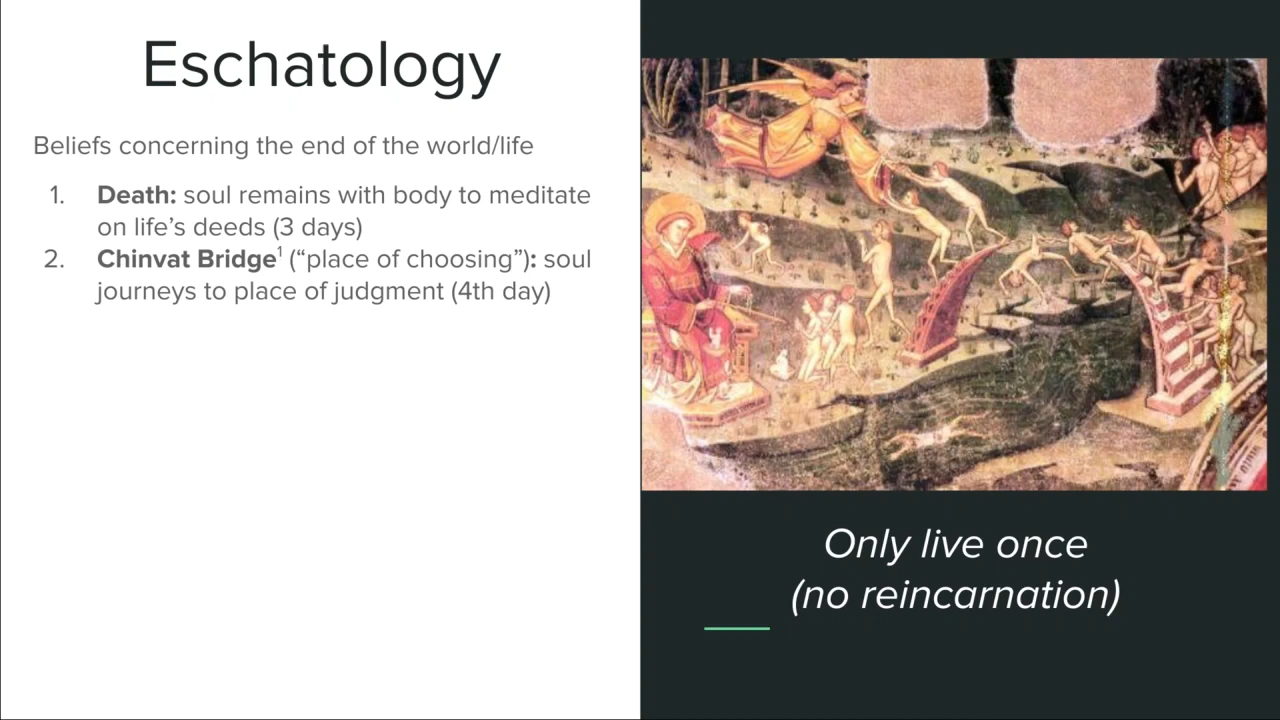 Eschatology
Beliefs concerning the end of the world/life
1. Death: soul remains with body to meditate
on life’s deeds (3 days)
2. Chinvat Bridge¹ (“place of choosing”): soul
journeys to place of judgment (4th day)
Only live once
(no reincarnation)